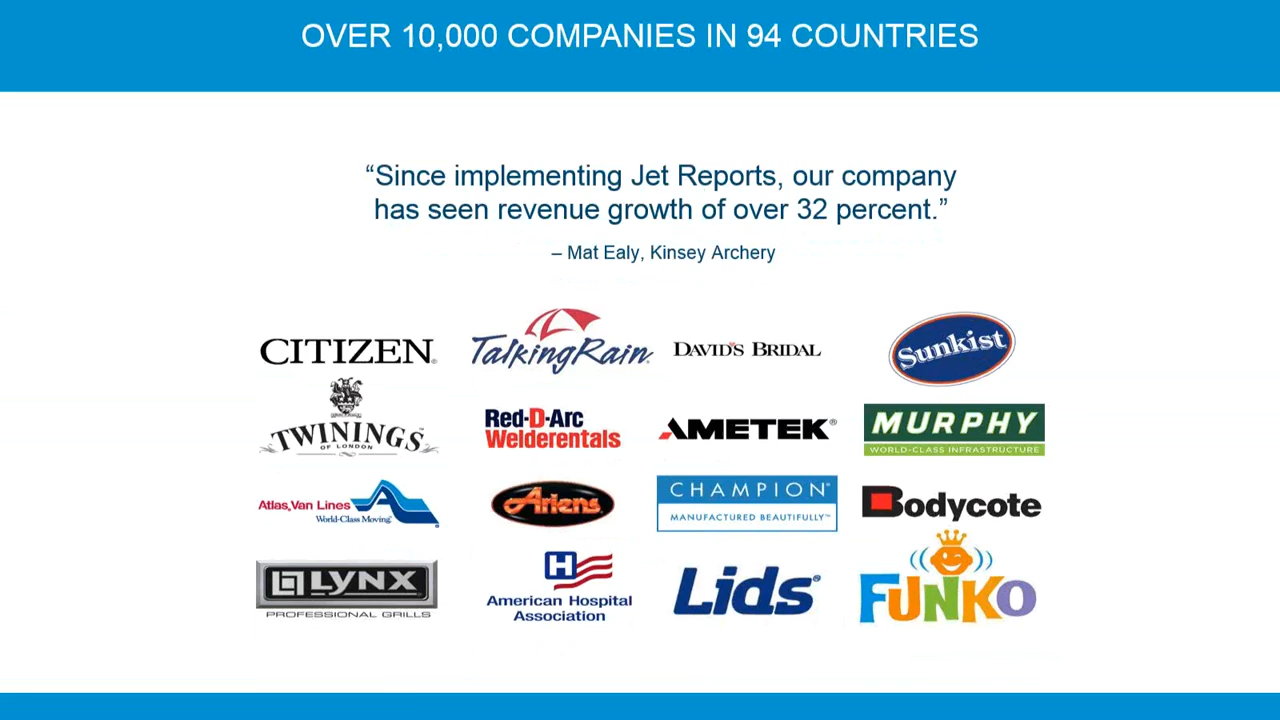 OVER 10,000 COMPANIES IN 94 COUNTRIES
“Since implementing Jet Reports, our company
has seen revenue growth of over 32 percent.”
– Mat Ealy, Kinsey Archery
CITIZEN®
TalkingRain®
DAVID'S BRIDAL
Sunkist
TWININGS™
OF LONDON
Red-D-Arc
Welderentals
AMETEK®
MURPHY
WORLD-CLASS INFRASTRUCTURE
Atlas Van Lines
World-Class Moving
Ariens
CHAMPION®
MANUFACTURED BEAUTIFULLY™
Bodycote
LYNX
PROFESSIONAL GRILLS
H
American Hospital
Association
Lids®
FUNKO